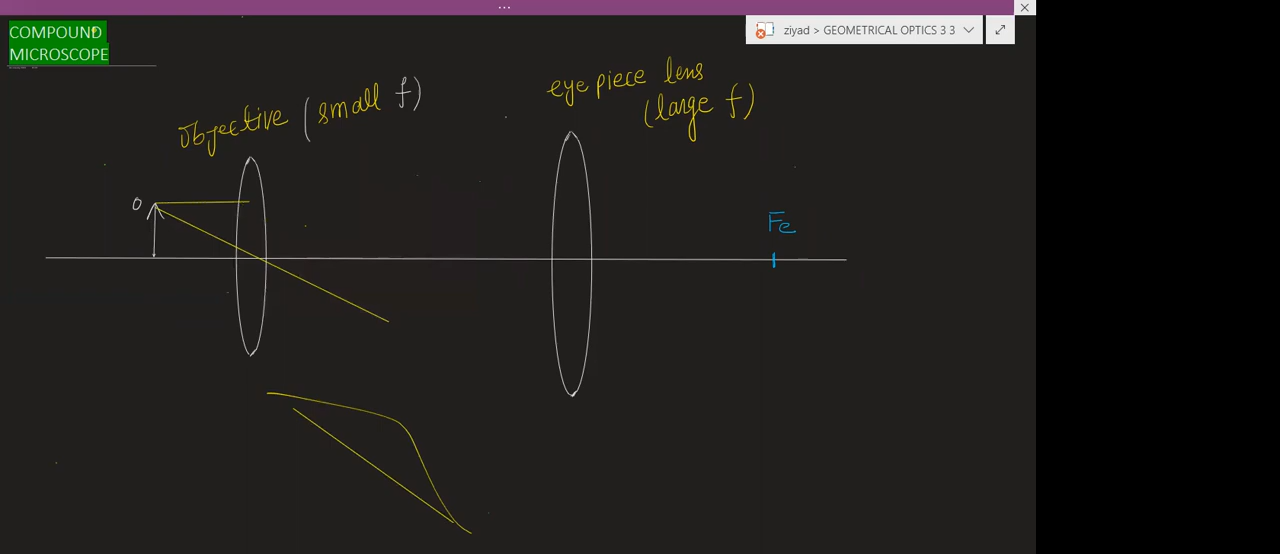 COMPOUND
MICROSCOPE
ziyad > GEOMETRICAL OPTICS 3 3
objective (small f)
eye piece lens
(large f)
O
Fe